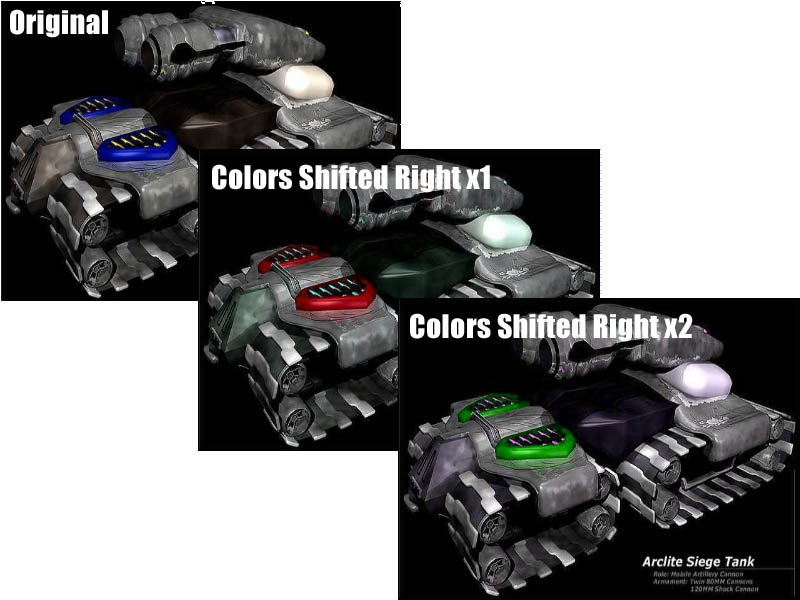 Original
Colors Shifted Right x1
Colors Shifted Right x2
Arclite Siege Tank
Role: Mobile Artillery Cannon
Armament: Twin 80MM Cannons
120MM Shock Cannon